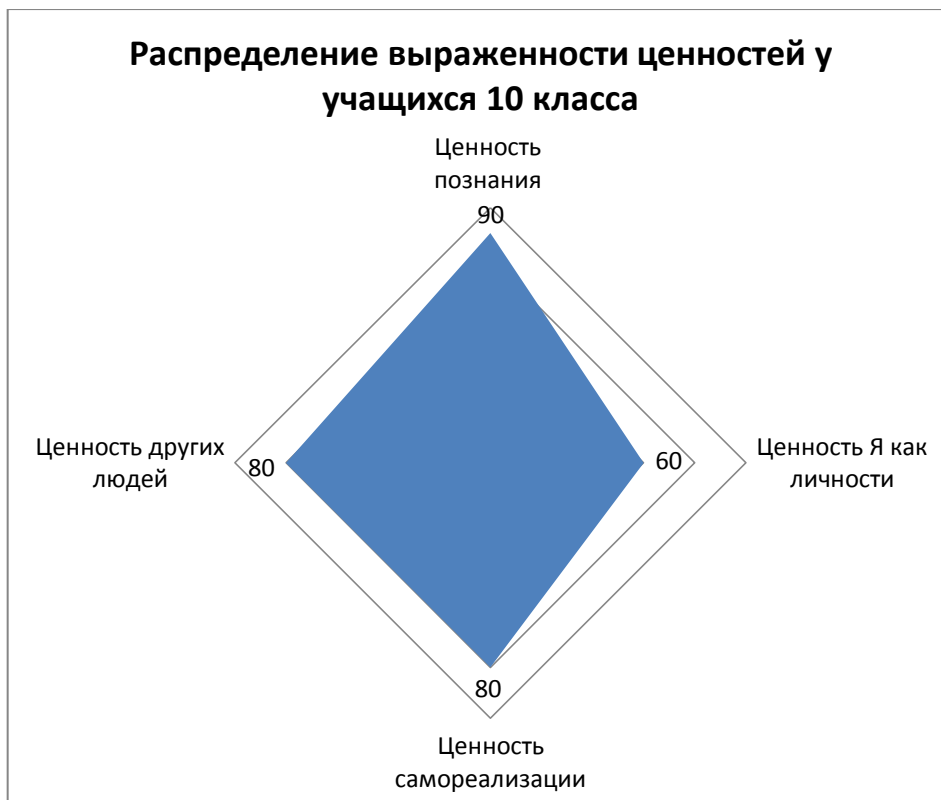 Распределение выраженности ценностей у
учащихся 10 класса
Ценность
познания
90
Ценность других
людей
80
60
Ценность Я как
личности
80
Ценность
самореализации